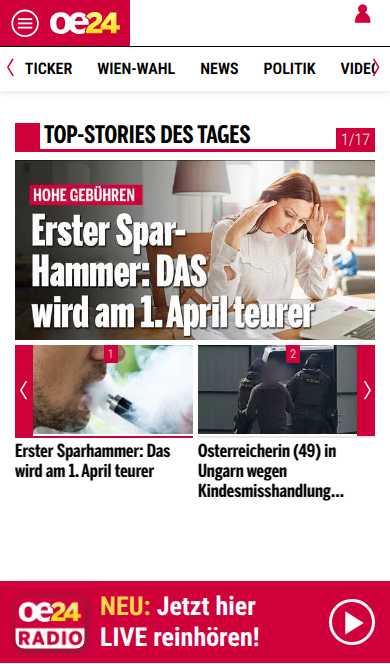 oe24
TICKER WIEN-WAHL NEWS POLITIK VIDE
TOP-STORIES DES TAGES
1/17
HOHE GEBÜHREN
Erster Spar-
Hammer: DAS
wird am 1. April teurer
1
2
Erster Sparhammer: Das
wird am 1. April teurer
Österreicherin (49) in
Ungarn wegen
Kindesmisshandlung...
oe24
RADIO
NEU: Jetzt hier
LIVE reinhören!